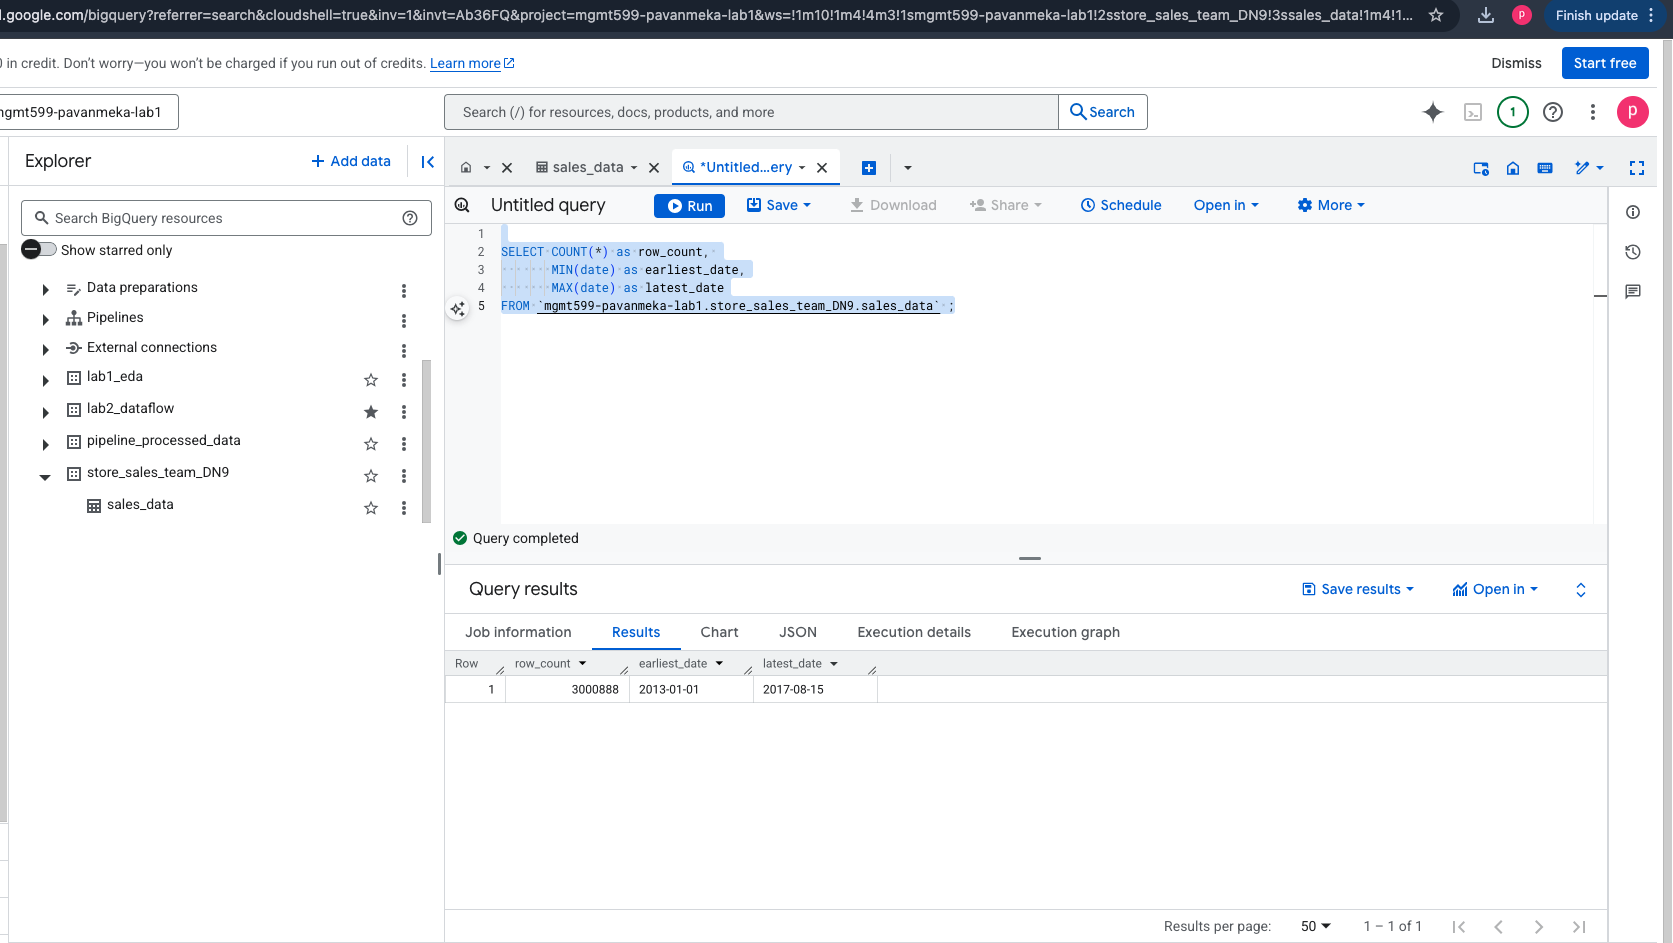 l.google.com/bigquery?referrer=search&cloudshell=true&inv=1&invt=Ab36FQ&project=mgmt599-pavanmeka-lab1&ws=!1m10!1m4!4m3!1smgmt599-pavanmeka-lab1!2sstore_sales_team_DN9!3ssales_data!1m4!1...
P
Finish update
0 in credit. Don't worry—you won't be charged if you run out of credits. Learn more
Dismiss
Start free
mgmt599-pavanmeka-lab1
Search (/) for resources, docs, products, and more
Search
1
p
Explorer
+ Add data
sales_data
*Untitled...ery
Search BigQuery resources
Show starred only
Untitled query
Run
Save
Download
Share
Schedule
Open in
More
1
2 SELECT COUNT(*) as row_count,
3 MIN(date) as earliest_date,
4 MAX(date) as latest_date
5 FROM `mgmt599-pavanmeka-lab1.store_sales_team_DN9.sales_data` ;
Data preparations
Pipelines
External connections
lab1_eda
lab2_dataflow
pipeline_processed_data
store_sales_team_DN9
sales_data
Query completed
Query results
Save results
Open in
Job information
Results
Chart
JSON
Execution details
Execution graph
Row row_count earliest_date latest_date
1 3000888 2013-01-01 2017-08-15
Results per page: 50 1 – 1 of 1